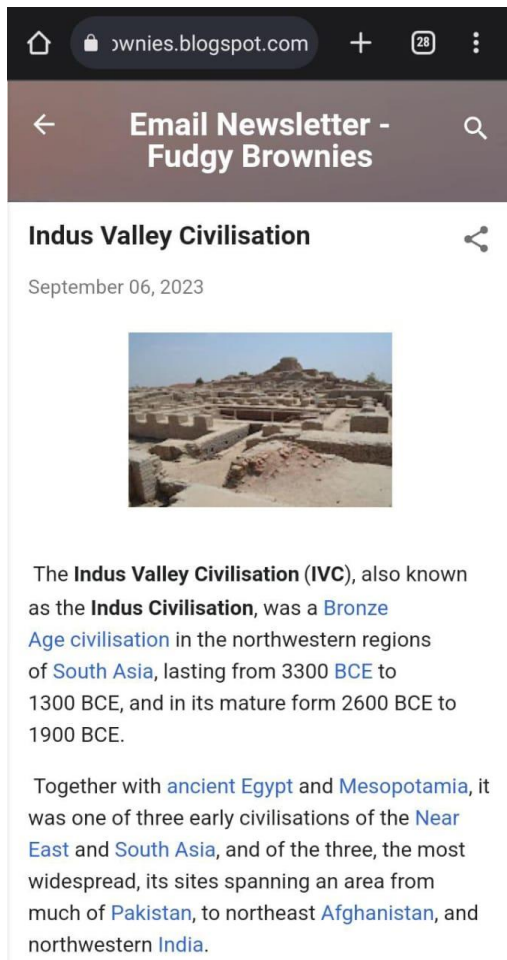 ownies.blogspot.com
28
Email Newsletter -
Fudgy Brownies
Indus Valley Civilisation
September 06, 2023
The Indus Valley Civilisation (IVC), also known
as the Indus Civilisation, was a Bronze
Age civilisation in the northwestern regions
of South Asia, lasting from 3300 BCE to
1300 BCE, and in its mature form 2600 BCE to
1900 BCE.
Together with ancient Egypt and Mesopotamia, it
was one of three early civilisations of the Near
East and South Asia, and of the three, the most
widespread, its sites spanning an area from
much of Pakistan, to northeast Afghanistan, and
northwestern India.